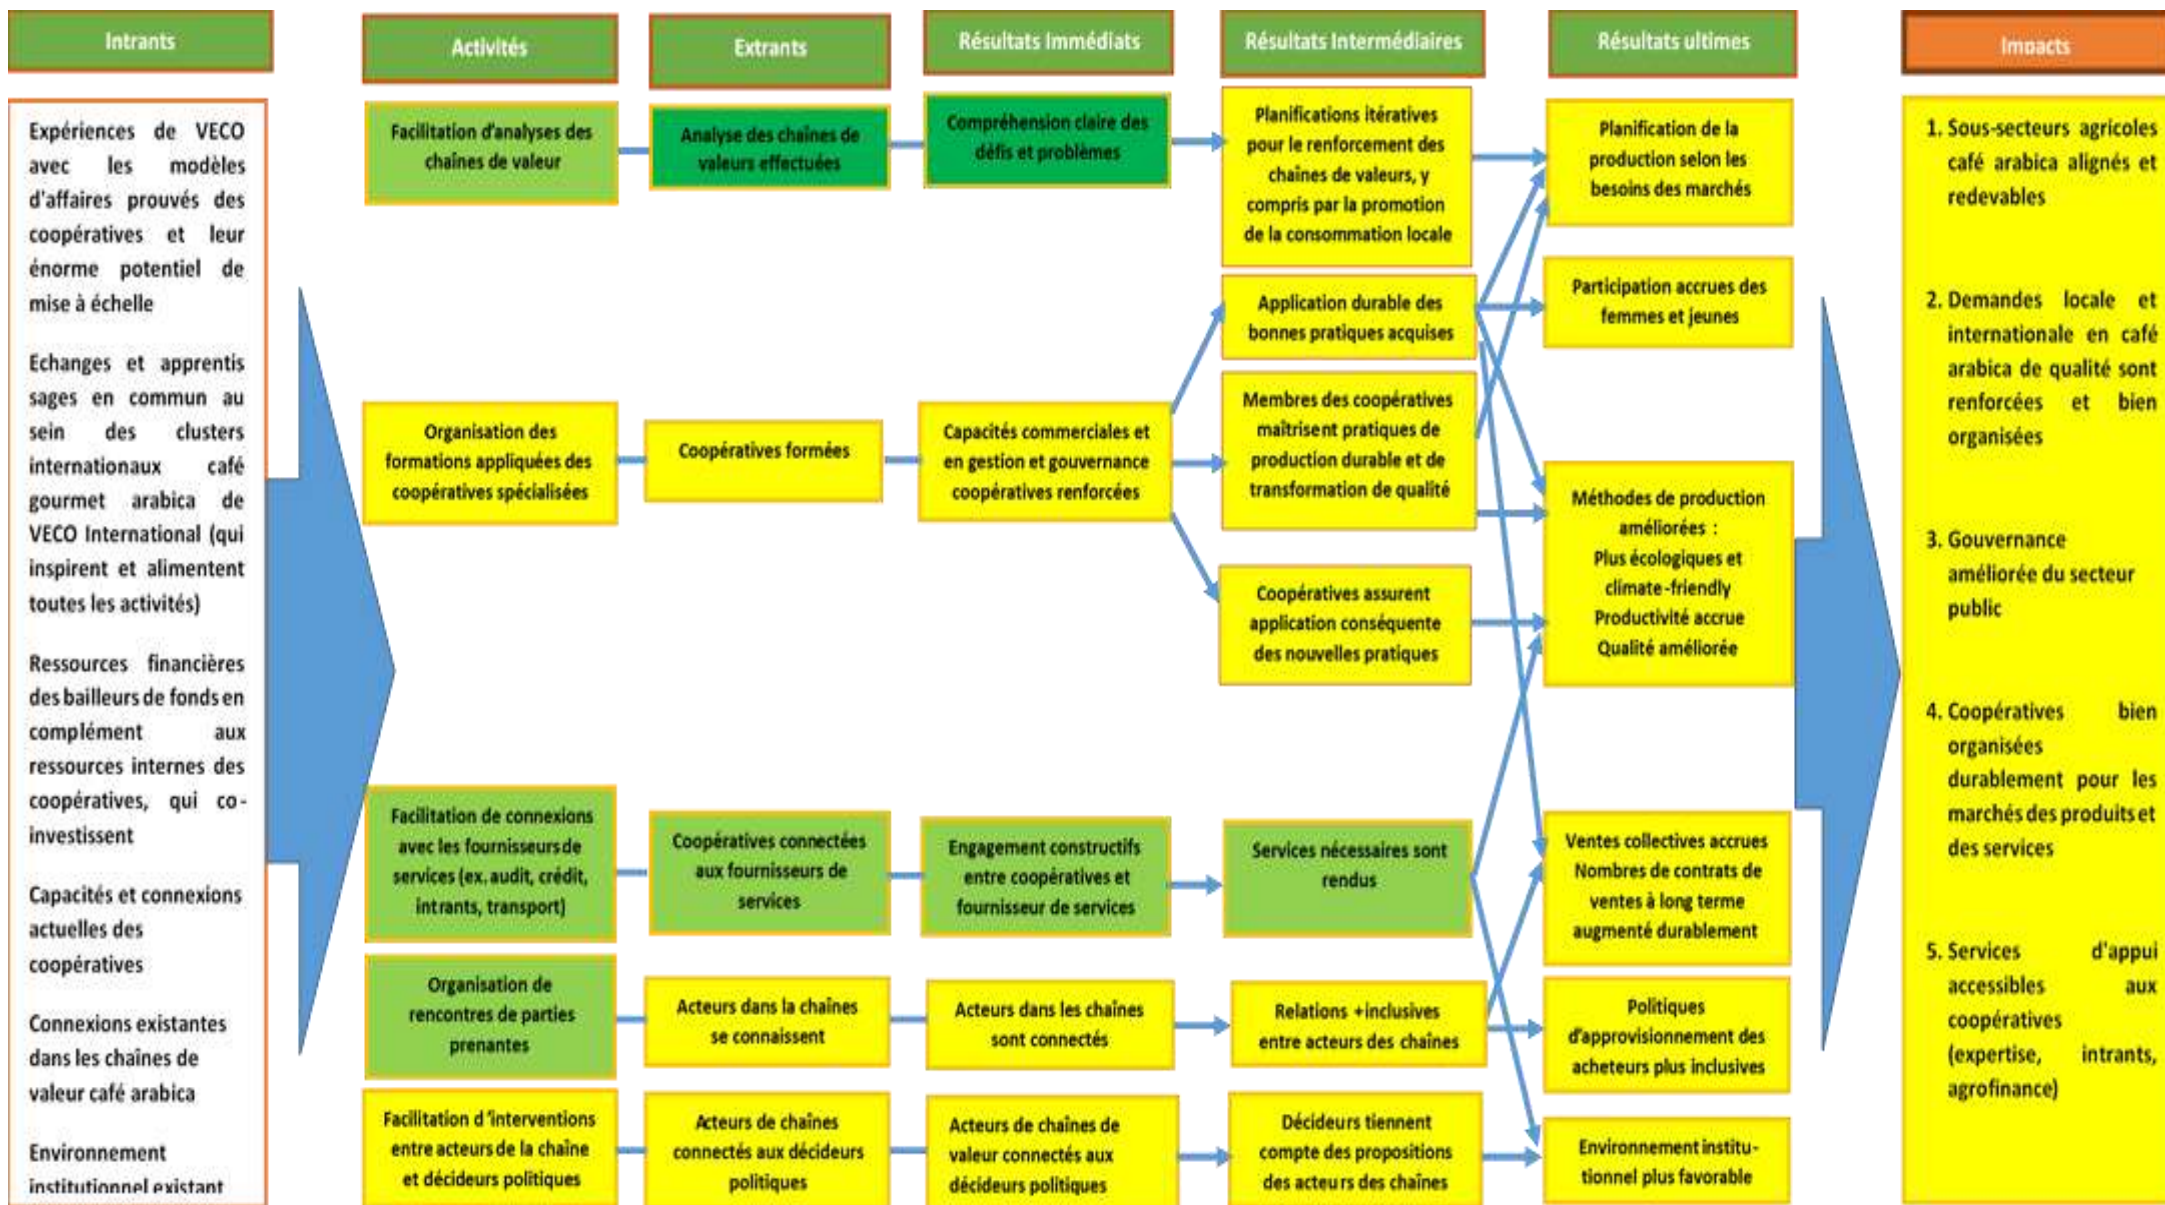 Intrants
Activités
Extrants
Résultats Immédiats
Résultats Intermédiaires
Résultats ultimes
Impacts
Expériences de VECO
avec les modèles
d'affaires prouvés des
coopératives et leur
énorme potentiel de
mise à échelle
Echanges et apprentis
sages en commun au
sein des clusters
internationaux café
gourmet arabica de
VECO International (qui
inspirent et alimentent
toutes les activités)
Ressources financières
des bailleurs de fonds en
complément aux
ressources internes des
coopératives, qui co-
investissent
Capacités et connexions
actuelles des
coopératives
Connexions existantes
dans les chaînes de
valeur café arabica
Environnement
institutionnel existant
Facilitation d'analyses des
chaînes de valeur
Analyse des chaînes de
valeurs effectuées
Compréhension claire des
défis et problèmes
Planifications itératives
pour le renforcement des
chaînes de valeurs, y
compris par la promotion
de la consommation locale
Planification de la
production selon les
besoins des marchés
Application durable des
bonnes pratiques acquises
Participation accrues des
femmes et jeunes
Organisation des
formations appliquées des
coopératives spécialisées
Coopératives formées
Capacités commerciales et
en gestion et gouvernance
coopératives renforcées
Membres des coopératives
maîtrisent pratiques de
production durable et de
transformation de qualité
Coopératives assurent
application conséquente
des nouvelles pratiques
Méthodes de production
améliorées :
Plus écologiques et
climate-friendly
Productivité accrue
Qualité améliorée
Facilitation de connexions
avec les fournisseurs de
services (ex. audit, crédit,
intrants, transport)
Coopératives connectées
aux fournisseurs de
services
Engagement constructifs
entre coopératives et
fournisseur de services
Services nécessaires sont
rendus
Ventes collectives accrues
Nombres de contrats de
ventes à long terme
augmenté durablement
Organisation de
rencontres de parties
prenantes
Acteurs dans la chaînes
se connaissent
Acteurs dans les chaînes
sont connectés
Relations +inclusives
entre acteurs des chaînes
Politiques
d'approvisionnement des
acheteurs plus inclusives
Facilitation d'interventions
entre acteurs de la chaîne
et décideurs politiques
Acteurs de chaînes
connectés aux décideurs
politiques
Acteurs de chaînes de
valeur connectés aux
décideurs politiques
Décideurs tiennent
compte des propositions
des acteurs des chaînes
Environnement institu-
tionnel plus favorable
1. Sous-secteurs agricoles
café arabica alignés et
redevables
2. Demandes locale et
internationale en café
arabica de qualité sont
renforcées et bien
organisées
3. Gouvernance
améliorée du secteur
public
4. Coopératives bien
organisées
durablement pour les
marchés des produits et
des services
5. Services d'appui
accessibles aux
coopératives
(expertise, intrants,
agrofinance)